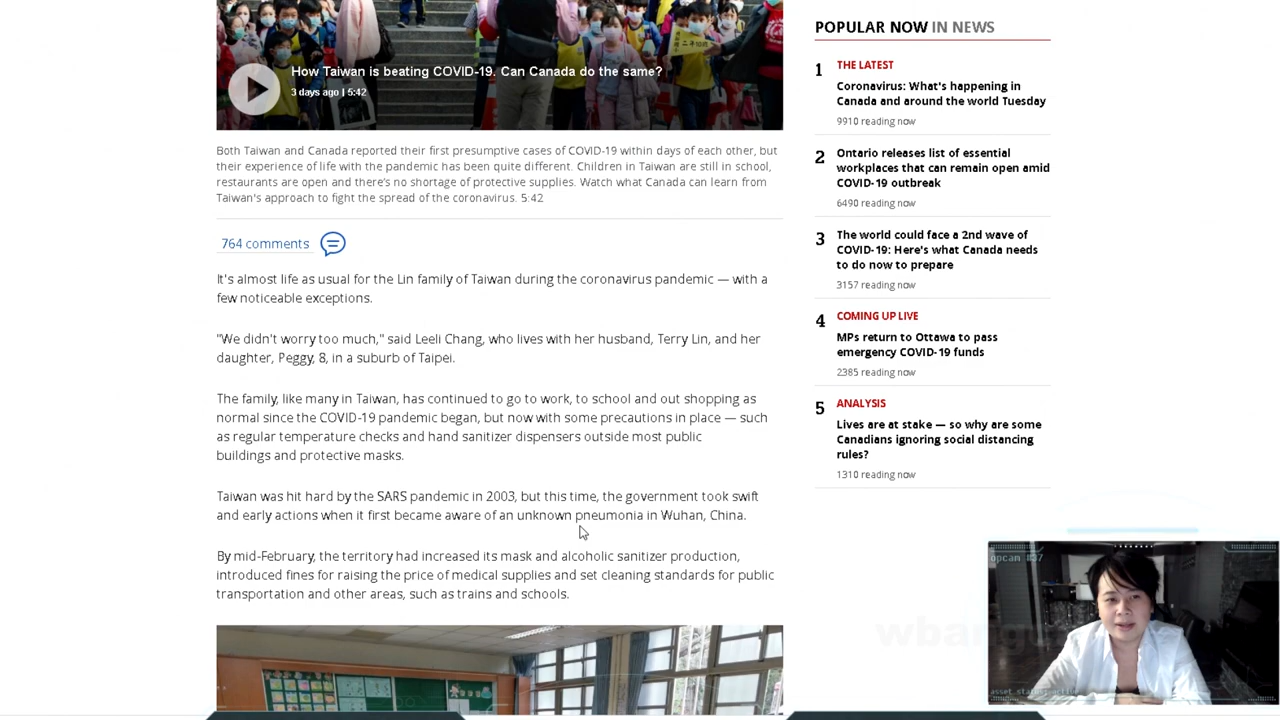 How Taiwan is beating COVID-19. Can Canada do the same?
3 days ago | 5:42
Both Taiwan and Canada reported their first presumptive cases of COVID-19 within days of each other, but
their experience of life with the pandemic has been quite different. Children in Taiwan are still in school,
restaurants are open and there's no shortage of protective supplies. Watch what Canada can learn from
Taiwan's approach to fight the spread of the coronavirus. 5:42
764 comments
It's almost life as usual for the Lin family of Taiwan during the coronavirus pandemic — with a
few noticeable exceptions.
"We didn't worry too much," said Leeli Chang, who lives with her husband, Terry Lin, and her
daughter, Peggy, 8, in a suburb of Taipei.
The family, like many in Taiwan, has continued to go to work, to school and out shopping as
normal since the COVID-19 pandemic began, but now with some precautions in place — such
as regular temperature checks and hand sanitizer dispensers outside most public
buildings and protective masks.
Taiwan was hit hard by the SARS pandemic in 2003, but this time, the government took swift
and early actions when it first became aware of an unknown pneumonia in Wuhan, China.
By mid-February, the territory had increased its mask and alcoholic sanitizer production,
introduced fines for raising the price of medical supplies and set cleaning standards for public
transportation and other areas, such as trains and schools.
POPULAR NOW IN NEWS
1 THE LATEST
Coronavirus: What's happening in
Canada and around the world Tuesday
9910 reading now
2 Ontario releases list of essential
workplaces that can remain open amid
COVID-19 outbreak
6490 reading now
3 The world could face a 2nd wave of
COVID-19: Here's what Canada needs
to do now to prepare
3157 reading now
4 COMING UP LIVE
MPs return to Ottawa to pass
emergency COVID-19 funds
2385 reading now
5 ANALYSIS
Lives are at stake — so why are some
Canadians ignoring social distancing
rules?
1310 reading now
opcam